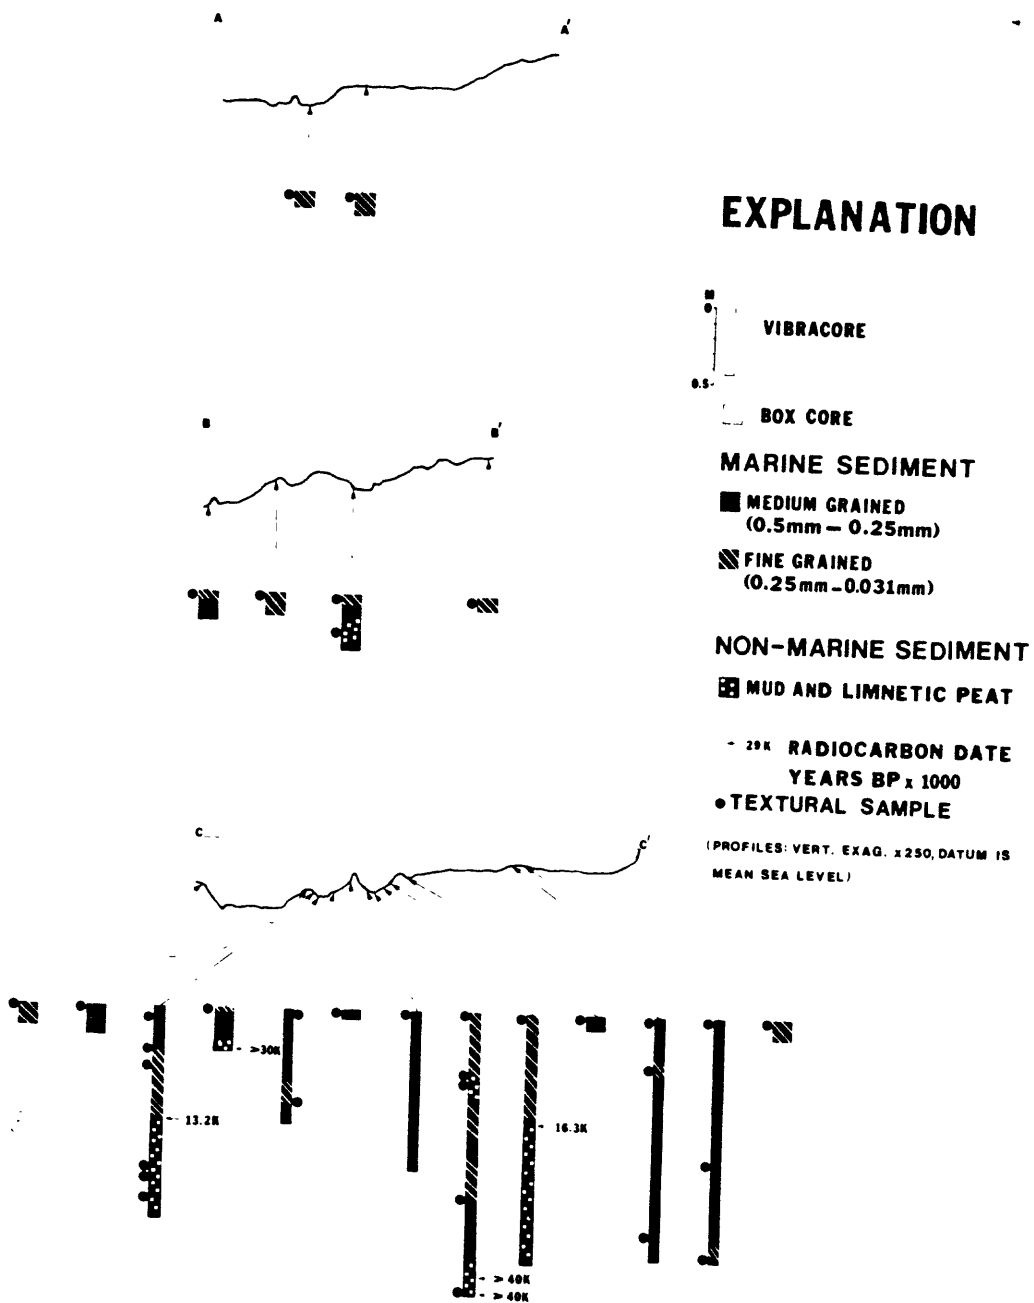 A
A'
EXPLANATION
M
0
VIBRACORE
0.5
BOX CORE
B
B'
MARINE SEDIMENT
MEDIUM GRAINED
(0.5mm — 0.25mm)
FINE GRAINED
(0.25mm-0.031mm)
NON-MARINE SEDIMENT
MUD AND LIMNETIC PEAT
29K RADIOCARBON DATE
YEARS BP x 1000
TEXTURAL SAMPLE
(PROFILES: VERT. EXAG. x250, DATUM IS
MEAN SEA LEVEL)
C
C'
>30K
13.2K
16.3K
>40K
>40K